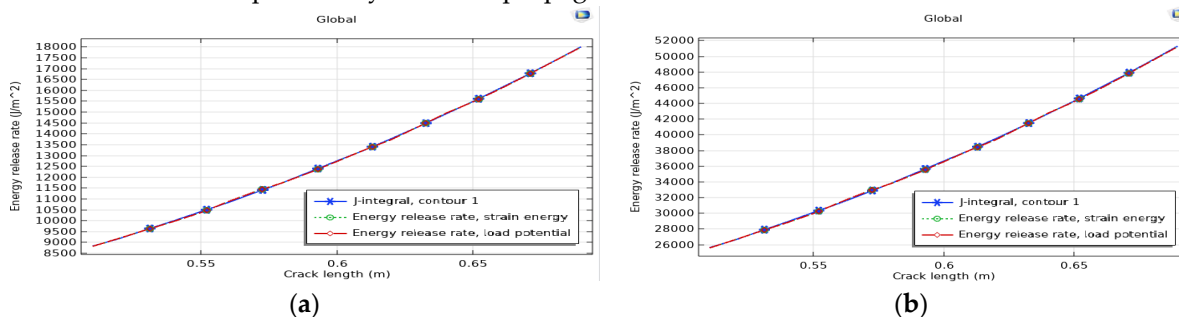 Global
Global
18000
17500
17000
16500
16000
15500
15000
14500
14000
13500
13000
12500
12000
11500
11000
10500
10000
9500
9000
8500
Energy release rate (J/m^2)
J-integral, contour 1
Energy release rate, strain energy
Energy release rate, load potential
0.55
0.6
0.65
Crack length (m)
(a)
52000
50000
48000
46000
44000
42000
40000
38000
36000
34000
32000
30000
28000
26000
Energy release rate (J/m^2)
J-integral, contour 1
Energy release rate, strain energy
Energy release rate, load potential
0.55
0.6
0.65
Crack length (m)
(b)